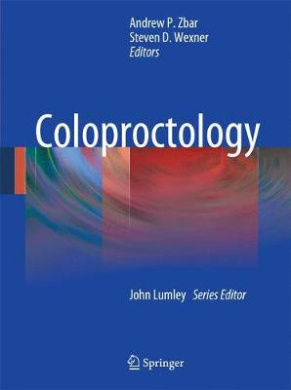 Andrew P. Zbar
Steven D. Wexner
Editors
Coloproctology
John Lumley Series Editor
Springer